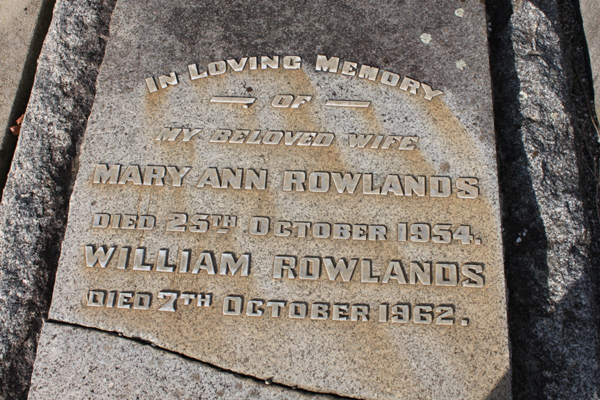 In Loving Memory
— OF —
MY BELOVED WIFE
MARY ANN ROWLANDS
DIED 25TH OCTOBER 1954.
WILLIAM ROWLANDS
DIED 7TH OCTOBER 1962.